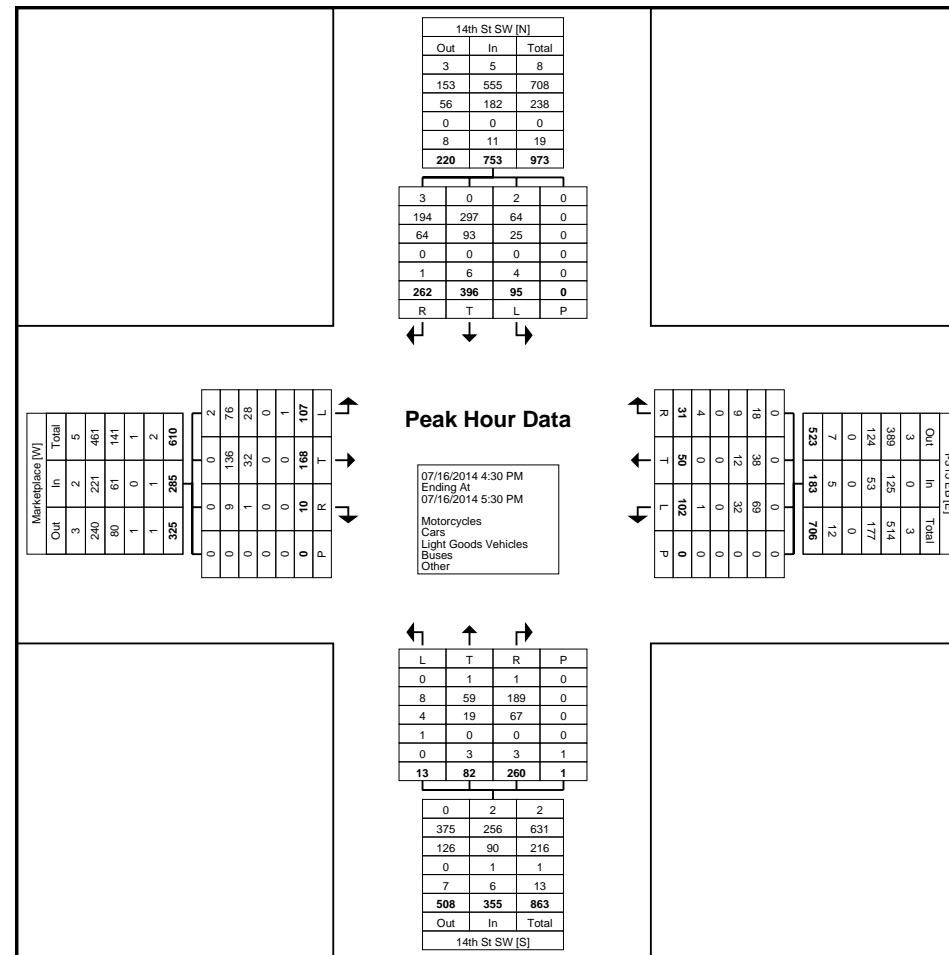 14th St SW [N]
Out In Total
3 5 8
153 555 708
56 182 238
0 0 0
8 11 19
220 753 973
3 0 2 0
194 297 64 0
64 93 25 0
0 0 0 0
1 6 4 0
262 396 95 0
R T L P
Marketplace [W]
Out In Total
3 2 5
240 221 461
80 61 141
1 0 1
1 1 2
325 285 610
2 76 28 0 1 107 L
0 136 32 0 0 168 T
0 9 1 0 0 10 R
0 0 0 0 0 0 P
Peak Hour Data
07/16/2014 4:30 PM
Ending At
07/16/2014 5:30 PM
Motorcycles
Cars
Light Goods Vehicles
Buses
Other
R 31 4 0 9 18 0
T 50 0 0 12 38 0
L 102 1 0 32 69 0
P 0 0 0 0 0 0
Out In Total
3 0 3
389 125 514
124 53 177
0 0 0
7 5 12
523 183 706
L T R P
0 1 1 0
8 59 189 0
4 19 67 0
1 0 0 0
0 3 3 1
13 82 260 1
0 2 2
375 256 631
126 90 216
0 1 1
7 6 13
508 355 863
Out In Total
14th St SW [S]